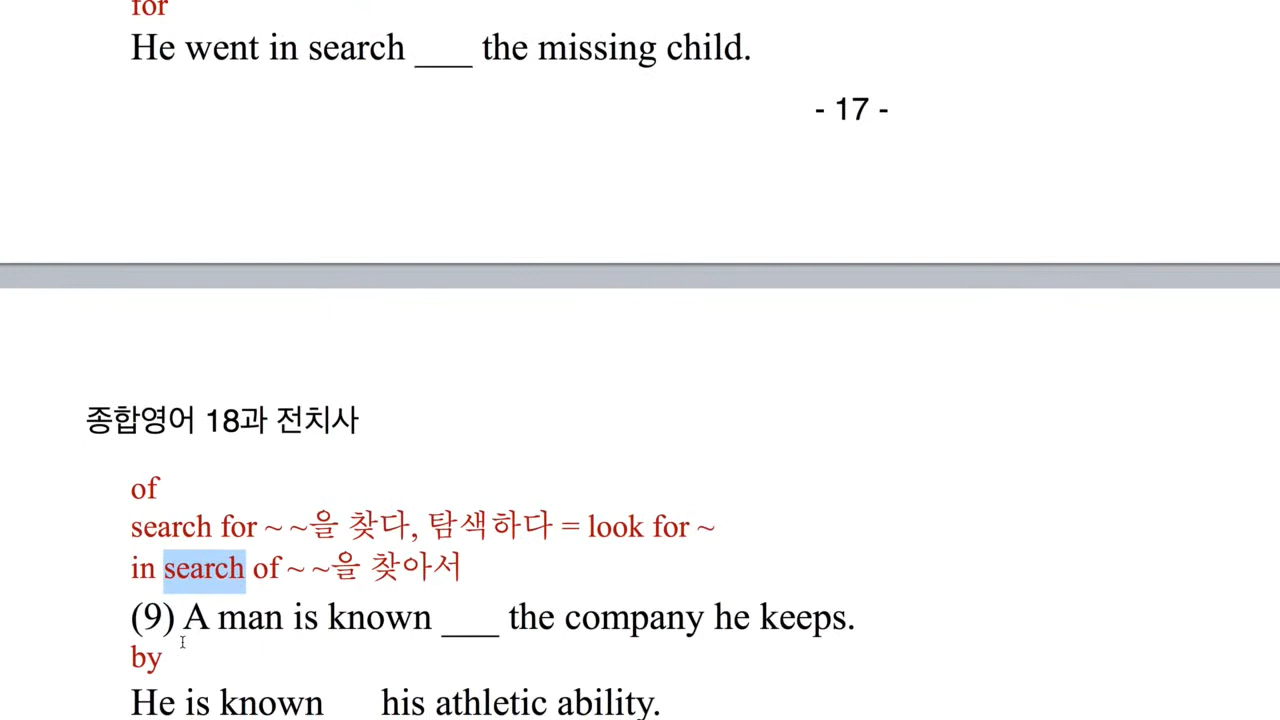 for
He went in search ___ the missing child.
- 17 -
종합영어 18과 전치사
of
search for ~ ~을 찾다, 탐색하다 = look for ~
in search of ~ ~을 찾아서
(9) A man is known ___ the company he keeps.
by
He is known his athletic ability.